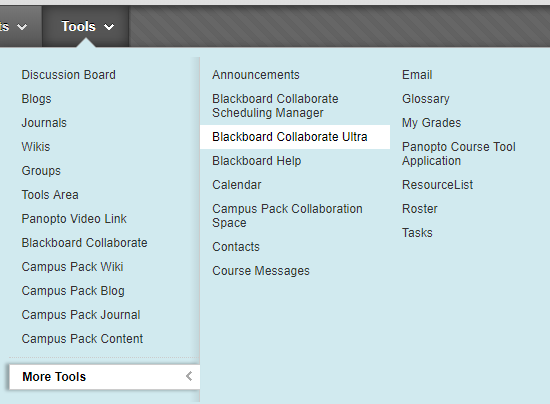 ts
Tools
Discussion Board
Blogs
Journals
Wikis
Groups
Tools Area
Panopto Video Link
Blackboard Collaborate
Campus Pack Wiki
Campus Pack Blog
Campus Pack Journal
Campus Pack Content
More Tools
Announcements
Blackboard Collaborate
Scheduling Manager
Blackboard Collaborate Ultra
Blackboard Help
Calendar
Campus Pack Collaboration
Space
Contacts
Course Messages
Email
Glossary
My Grades
Panopto Course Tool
Application
ResourceList
Roster
Tasks